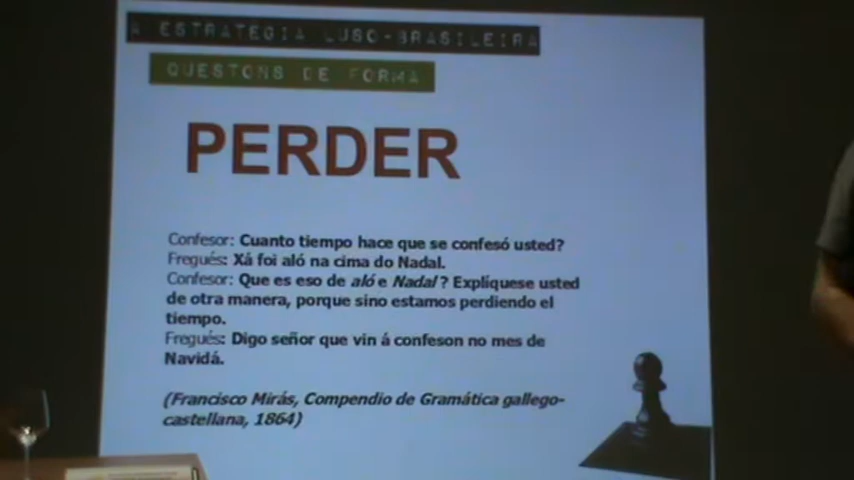 A ESTRATEGIA LUSO-BRASILEIRA
QUESTONS DE FORMA
PERDER
Confesor: Cuanto tiempo hace que se confesó usted?
Fregués: Xá foi aló na cima do Nadal.
Confesor: Que es eso de aló e Nadal? Explíquese usted
de otra manera, porque sino estamos perdiendo el
tiempo.
Fregués: Digo señor que vin á confeson no mes de
Navidá.
(Francisco Mirás, Compendio de Gramática gallego-
castellana, 1864)